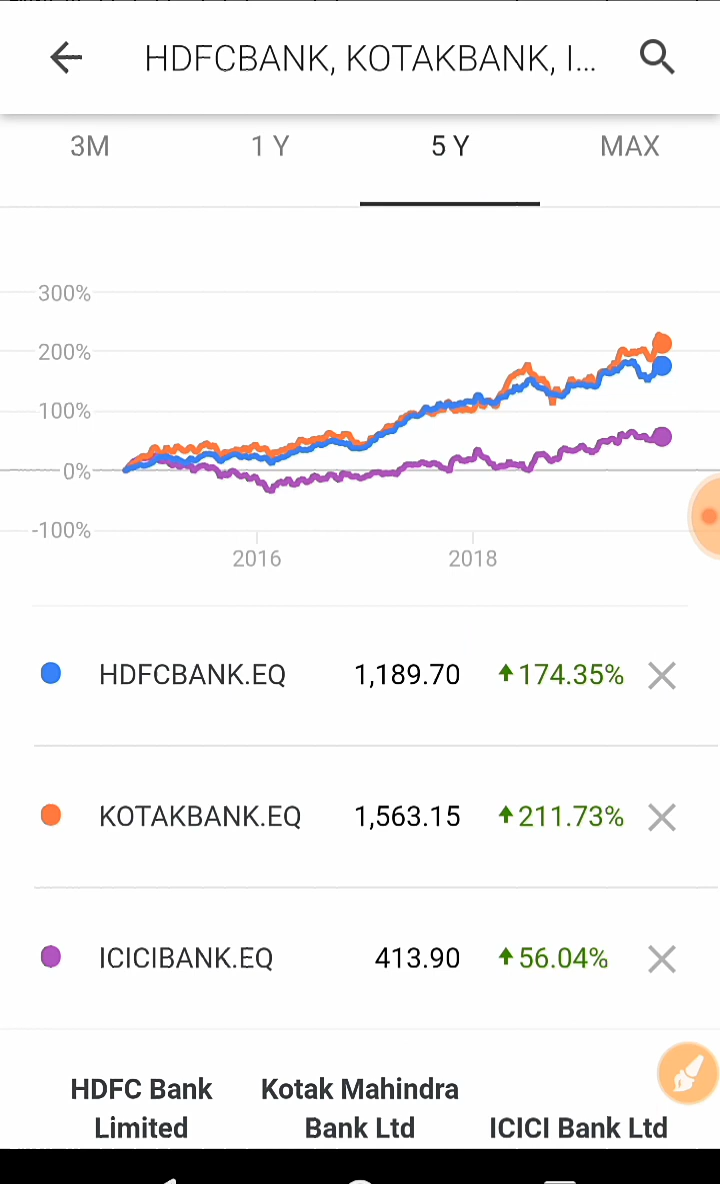 HDFCBANK, KOTAKBANK, I...
3M 1 Y 5 Y MAX
300%
200%
100%
0%
-100%
2016 2018
HDFCBANK.EQ 1,189.70 174.35%
KOTAKBANK.EQ 1,563.15 211.73%
ICICIBANK.EQ 413.90 56.04%
HDFC Bank Kotak Mahindra
Limited Bank Ltd ICICI Bank Ltd